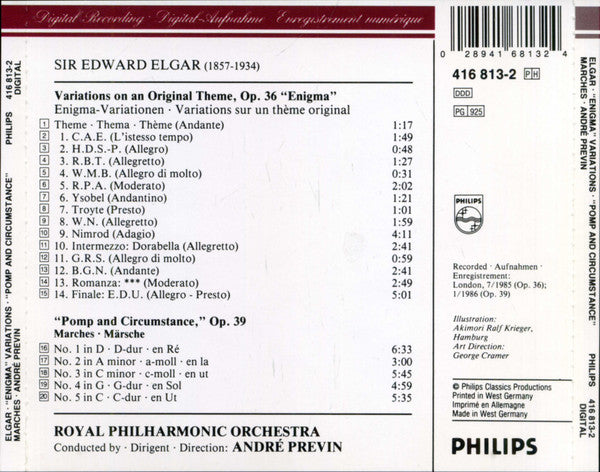 Digital Recording · Digital-Aufnahme · Enregistrement numérique
SIR EDWARD ELGAR (1857-1934)
Variations on an Original Theme, Op. 36 “Enigma”
Enigma-Variationen · Variations sur un thème original
1 Theme · Thema · Thème (Andante) 1:17
2 1. C.A.E. (L'istesso tempo) 1:49
3 2. H.D.S.-P. (Allegro) 0:48
4 3. R.B.T. (Allegretto) 1:27
5 4. W.M.B. (Allegro di molto) 0:31
6 5. R.P.A. (Moderato) 2:02
7 6. Ysobel (Andantino) 1:21
8 7. Troyte (Presto) 1:01
9 8. W.N. (Allegretto) 1:59
10 9. Nimrod (Adagio) 4:11
11 10. Intermezzo: Dorabella (Allegretto) 2:41
12 11. G.R.S. (Allegro di molto) 0:59
13 12. B.G.N. (Andante) 2:41
14 13. Romanza: *** (Moderato) 2:49
15 14. Finale: E.D.U. (Allegro - Presto) 5:01
“Pomp and Circumstance,” Op. 39
Marches · Märsche
16 No. 1 in D · D-dur · en Ré 6:33
17 No. 2 in A minor · a-moll · en la 3:01
18 No. 3 in C minor · c-moll · en ut 5:45
19 No. 4 in G · G-dur · en Sol 4:59
20 No. 5 in C · C-dur · en Ut 5:35
ROYAL PHILHARMONIC ORCHESTRA
Conducted by · Dirigent · Direction: ANDRÉ PREVIN
0 28941 68132 4
416 813-2 PH
DDD
PG 925
PHILIPS
Recorded · Aufnahmen ·
Enregistrement:
London, 7/1985 (Op. 36);
1/1986 (Op. 39)
Illustration:
Akimori Ralf Krieger,
Hamburg
Art Direction:
George Cramer
© Philips Classics Productions
Printed in West Germany
Imprimé en Allemagne
Made in West Germany
PHILIPS
ELGAR · “ENIGMA” VARIATIONS · “POMP AND CIRCUMSTANCE”
MARCHES · ANDRÉ PREVIN
PHILIPS
416 813-2
DIGITAL
ELGAR · “ENIGMA” VARIATIONS · “POMP AND CIRCUMSTANCE”
MARCHES · ANDRÉ PREVIN
PHILIPS
416 813-2
DIGITAL